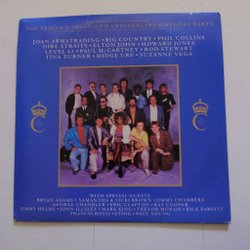 THE PRINCE'S TRUST 10TH ANNIVERSARY BIRTHDAY PARTY
JOAN ARMATRADING • BIG COUNTRY • PHIL COLLINS
DIRE STRAITS • ELTON JOHN • HOWARD JONES
LEVEL 42 • PAUL McCARTNEY • ROD STEWART
TINA TURNER • MIDGE URE • SUZANNE VEGA
WITH SPECIAL GUESTS
BRYAN ADAMS • SAMANTHA & VICKI BROWN • JIMMY CHAMBERS
GEORGE CHANDLER • ERIC CLAPTON • RAY COOPER
JIMMY HELMS • JOHN ILLSLEY • MARK KING • TREVOR MORAIS • RICK PARFITT
FRANCIS ROSSI • STING • PAUL YOUNG